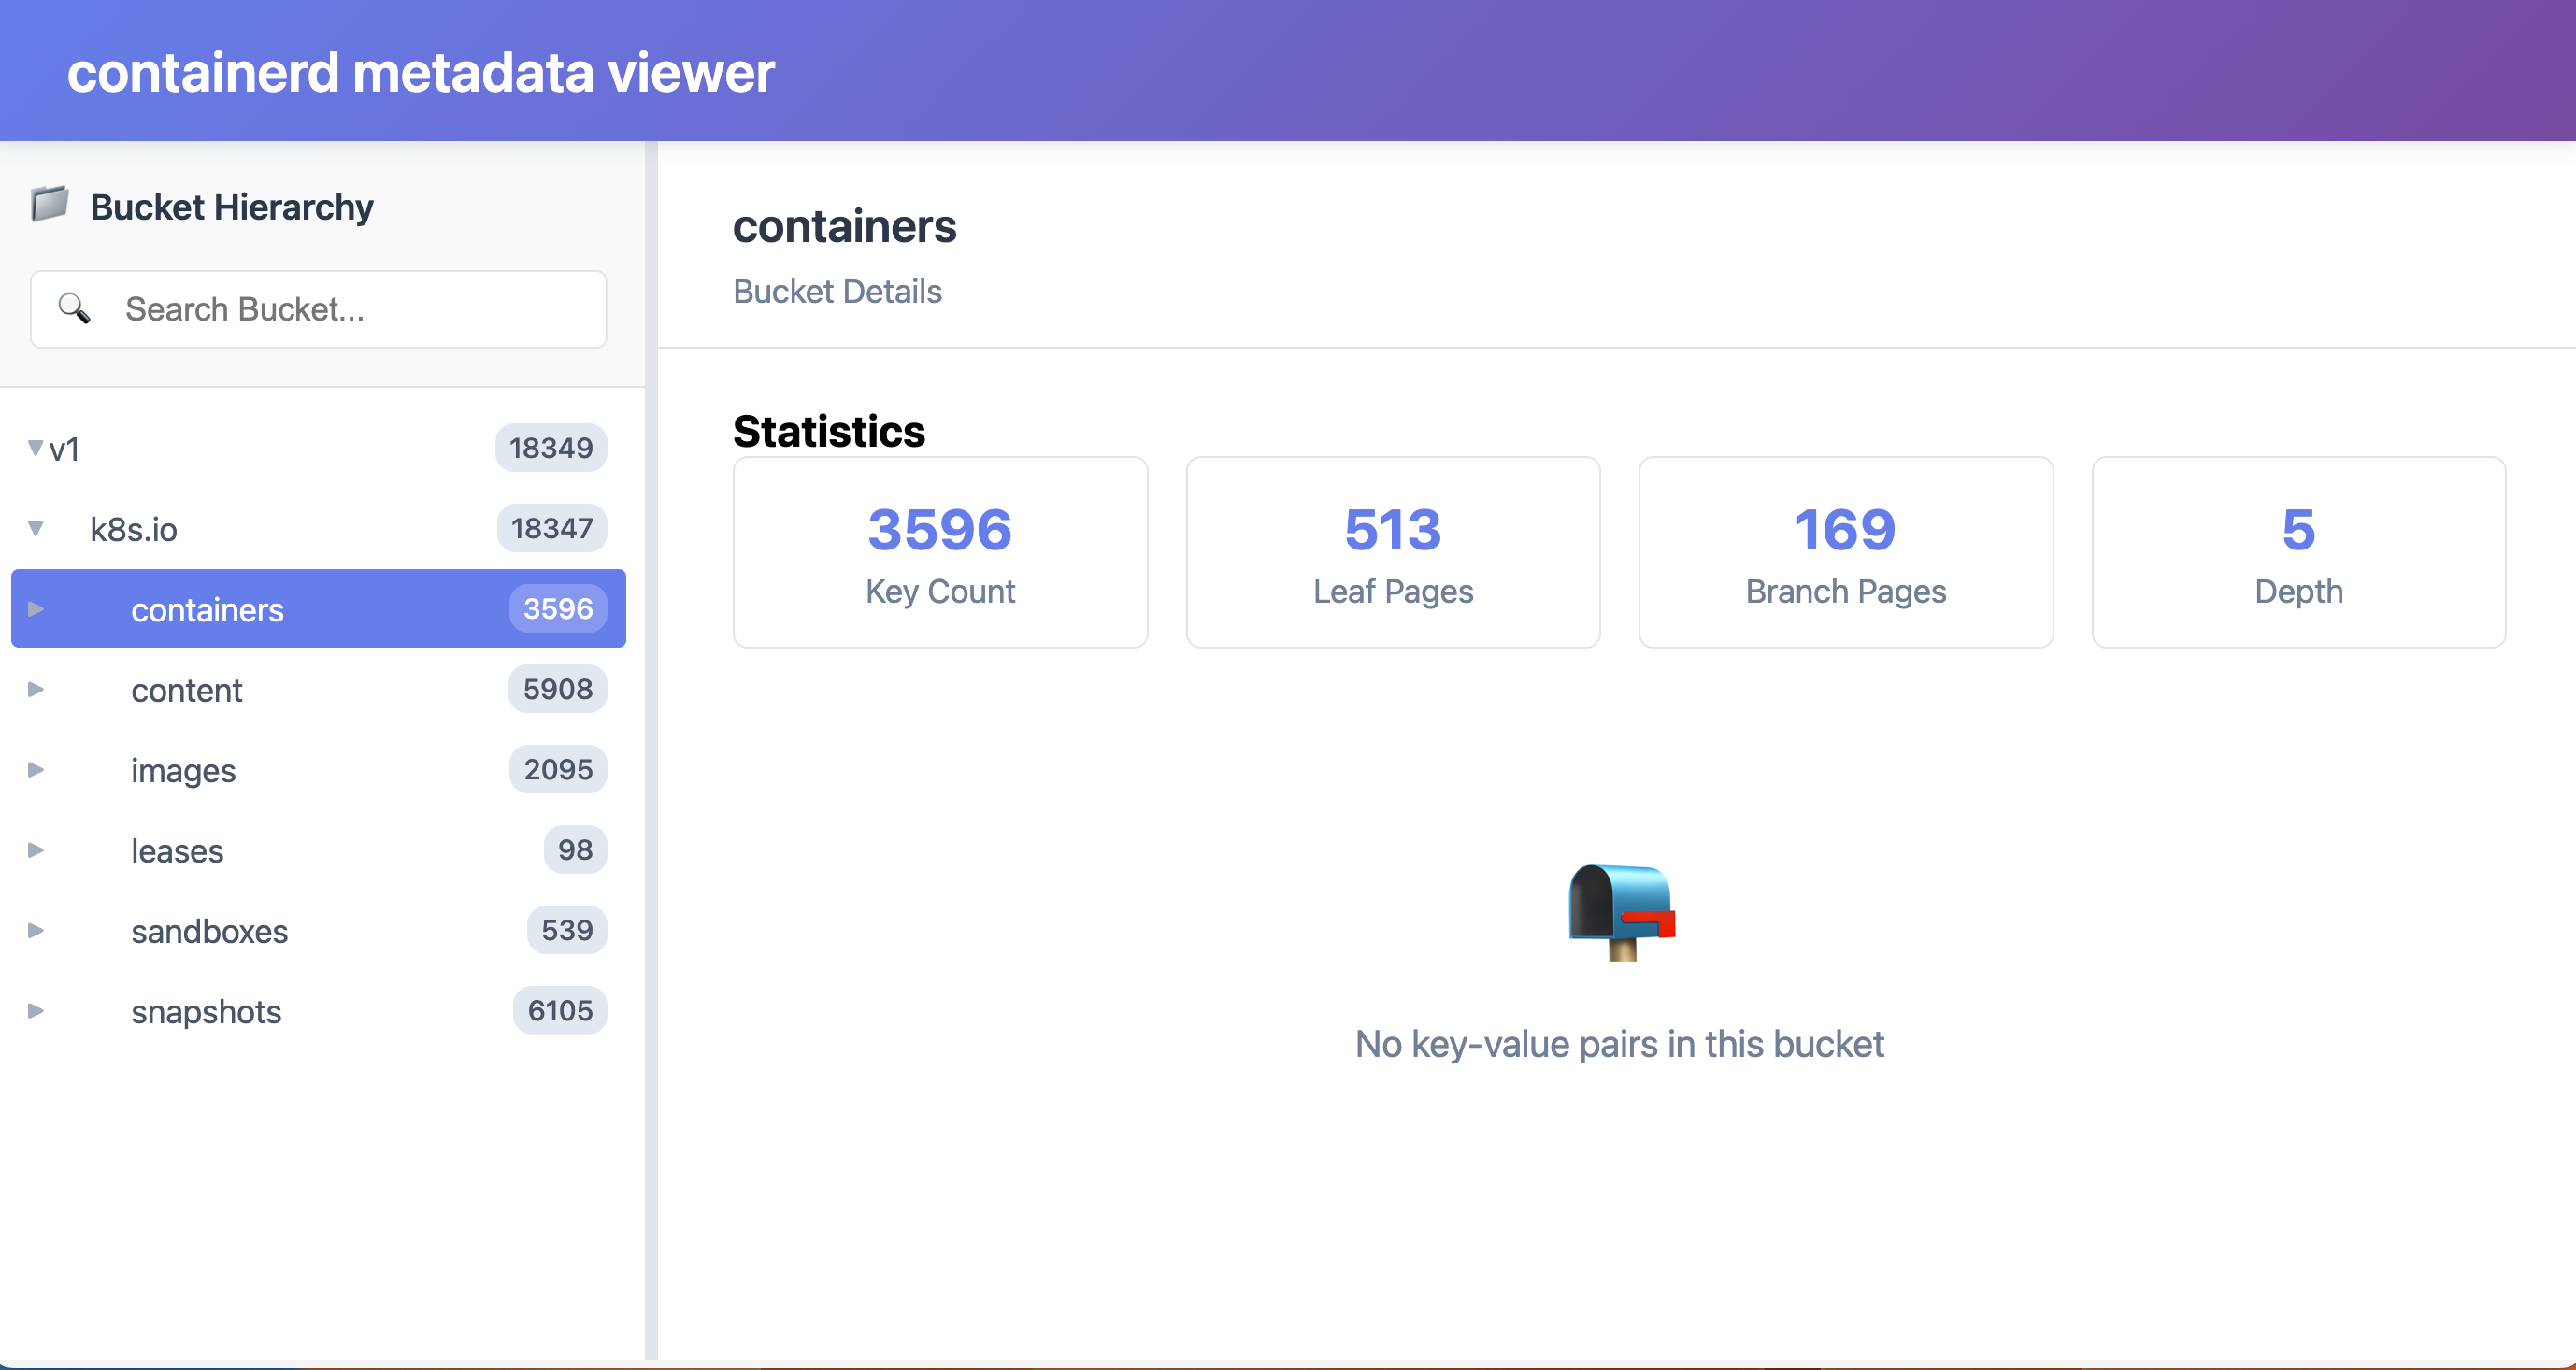 containerd metadata viewer
Bucket Hierarchy
Search Bucket...
v1 18349
k8s.io 18347
containers 3596
content 5908
images 2095
leases 98
sandboxes 539
snapshots 6105
containers
Bucket Details
Statistics
3596 513 169 5
Key Count Leaf Pages Branch Pages Depth
No key-value pairs in this bucket